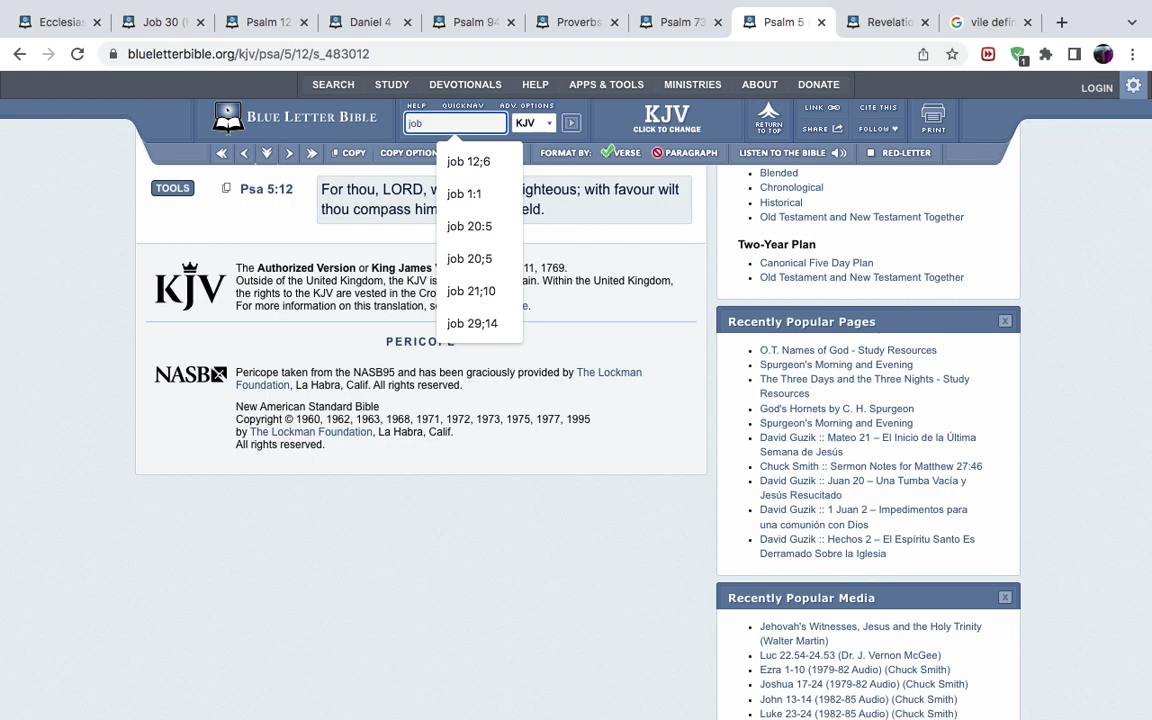 Ecclesias
Job 30 (
Psalm 12
Daniel 4
Psalm 94
Proverbs
Psalm 73
Psalm 5
Revelatio
vile defin
blueletterbible.org/kjv/psa/5/12/s_483012
1
SEARCH STUDY DEVOTIONALS HELP APPS & TOOLS MINISTRIES ABOUT DONATE
LOGIN
BLUE LETTER BIBLE
HELP QUICKNAV ADV. OPTIONS
job
KJV
KJV
CLICK TO CHANGE
RETURN
TO TOP
LINK
SHARE
CITE THIS
FOLLOW
PRINT
COPY COPY OPTION
FORMAT BY: VERSE PARAGRAPH LISTEN TO THE BIBLE RED-LETTER
job 12;6
job 1:1
job 20:5
job 20;5
job 21;10
job 29;14
TOOLS
Psa 5:12
For thou, LORD, w ighteous; with favour wilt
thou compass him eld.
KJV
The Authorized Version or King James V 11, 1769.
Outside of the United Kingdom, the KJV is ain. Within the United Kingdom,
the rights to the KJV are vested in the Cro
For more information on this translation, se e.
PERICOPE
NASB
Pericope taken from the NASB95 and has been graciously provided by The Lockman
Foundation, La Habra, Calif. All rights reserved.
New American Standard Bible
Copyright © 1960, 1962, 1963, 1968, 1971, 1972, 1973, 1975, 1977, 1995
by The Lockman Foundation, La Habra, Calif.
All rights reserved.
Blended
Chronological
Historical
Old Testament and New Testament Together
Two-Year Plan
Canonical Five Day Plan
Old Testament and New Testament Together
Recently Popular Pages
x
O.T. Names of God - Study Resources
Spurgeon's Morning and Evening
The Three Days and the Three Nights - Study
Resources
God's Hornets by C. H. Spurgeon
Spurgeon's Morning and Evening
David Guzik :: Mateo 21 – El Inicio de la Última
Semana de Jesús
Chuck Smith :: Sermon Notes for Matthew 27:46
David Guzik :: Juan 20 – Una Tumba Vacía y
Jesús Resucitado
David Guzik :: 1 Juan 2 – Impedimentos para
una comunión con Dios
David Guzik :: Hechos 2 – El Espíritu Santo Es
Derramado Sobre la Iglesia
Recently Popular Media
x
Jehovah's Witnesses, Jesus and the Holy Trinity
(Walter Martin)
Luc 22.54-24.53 (Dr. J. Vernon McGee)
Ezra 1-10 (1979-82 Audio) (Chuck Smith)
Joshua 17-24 (1979-82 Audio) (Chuck Smith)
John 13-14 (1982-85 Audio) (Chuck Smith)
Luke 23-24 (1982-85 Audio) (Chuck Smith)